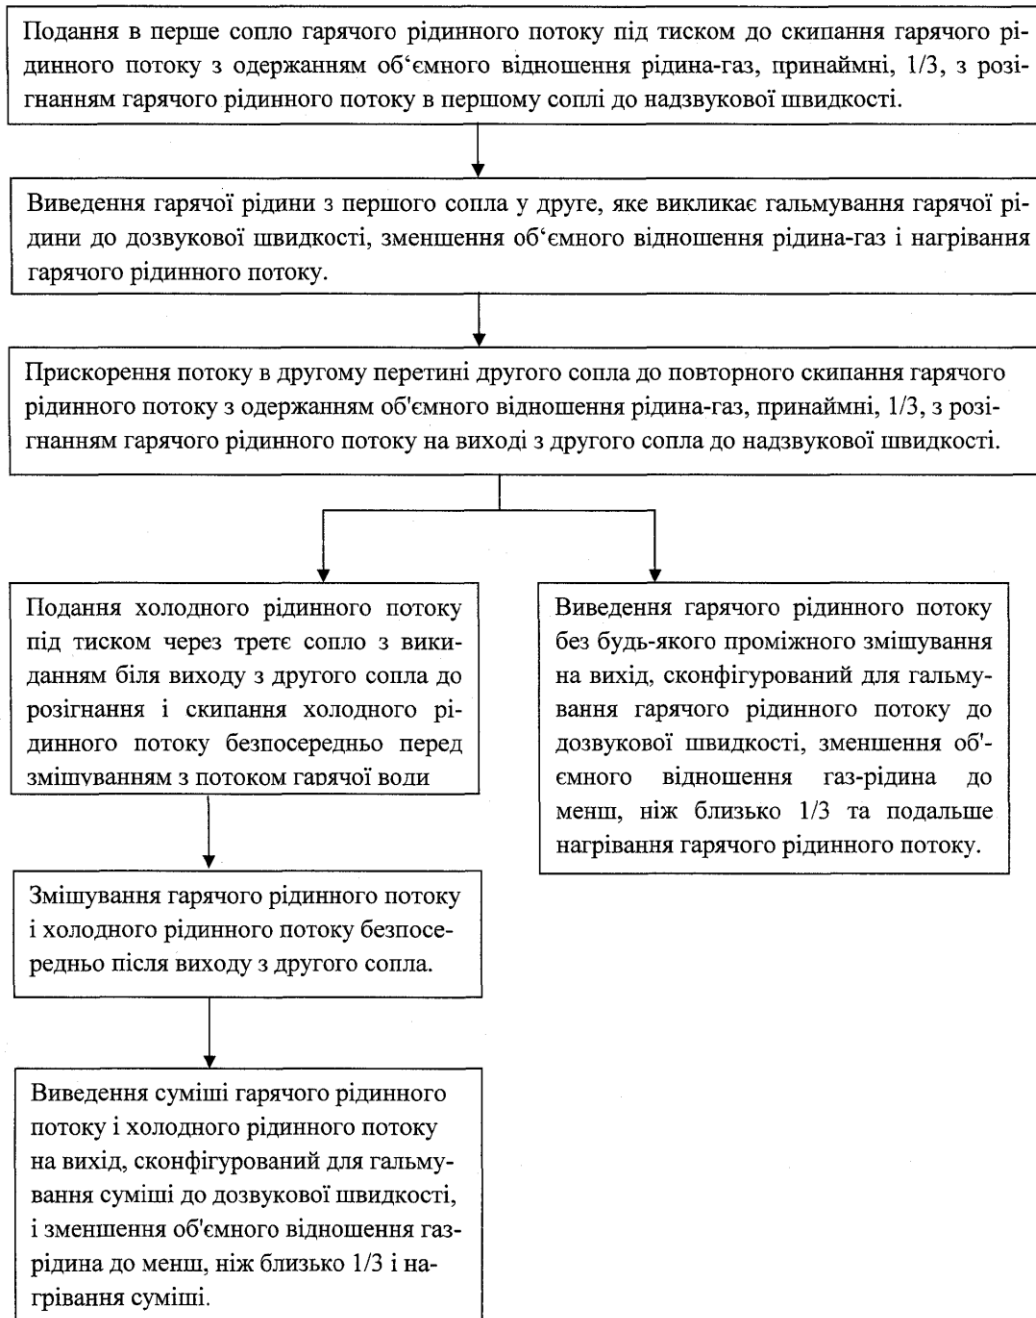 Подання в перше сопло гарячого рідинного потоку під тиском до скипання гарячого рі-
динного потоку з одержанням об‘ємного відношення рідина-газ, принаймні, 1/3, з розі-
гнанням гарячого рідинного потоку в першому соплі до надзвукової швидкості.
Виведення гарячої рідини з першого сопла у друге, яке викликає гальмування гарячої рі-
дини до дозвукової швидкості, зменшення об‘ємного відношення рідина-газ і нагрівання
гарячого рідинного потоку.
Прискорення потоку в другому перетині другого сопла до повторного скипання гарячого
рідинного потоку з одержанням об'ємного відношення рідина-газ, принаймні, 1/3, з розі-
гнанням гарячого рідинного потоку на виході з другого сопла до надзвукової швидкості.
Подання холодного рідинного потоку
під тиском через третє сопло з вики-
данням біля виходу з другого сопла до
розігнання і скипання холодного рі-
динного потоку безпосередньо перед
змішуванням з потоком гарячої води
Змішування гарячого рідинного потоку
і холодного рідинного потоку безпосе-
редньо після виходу з другого сопла.
Виведення суміші гарячого рідинного
потоку і холодного рідинного потоку
на вихід, сконфігурований для гальму-
вання суміші до дозвукової швидкості,
і зменшення об'ємного відношення газ-
рідина до менш, ніж близько 1/3 і на-
грівання суміші.
Виведення гарячого рідинного потоку
без будь-якого проміжного змішування
на вихід, сконфігурований для гальму-
вання гарячого рідинного потоку до
дозвукової швидкості, зменшення об'-
ємного відношення газ-рідина до
менш, ніж близько 1/3 та подальше
нагрівання гарячого рідинного потоку.